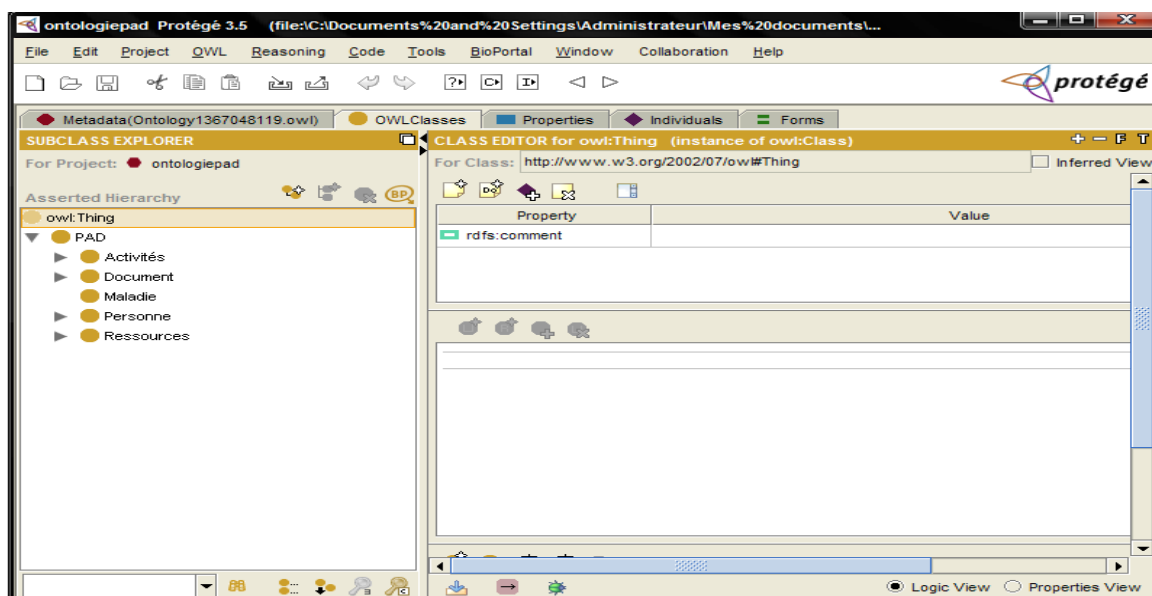 ontologiepad Protégé 3.5 (file:\C:\Documents%20and%20Settings\Administrateur\Mes%20documents\...
File Edit Project OWL Reasoning Code Tools BioPortal Window Collaboration Help
protégé
Metadata(Ontology1367048119.owl) OWLClasses Properties Individuals Forms
SUBCLASS EXPLORER
For Project: ontologiepad
Asserted Hierarchy
BP
owl:Thing
PAD
Activités
Document
Maladie
Personne
Ressources
CLASS EDITOR for owl:Thing (instance of owl:Class)
F T
For Class: http://www.w3.org/2002/07/owl#Thing Inferred View
Property Value
rdfs:comment
Logic View Properties View